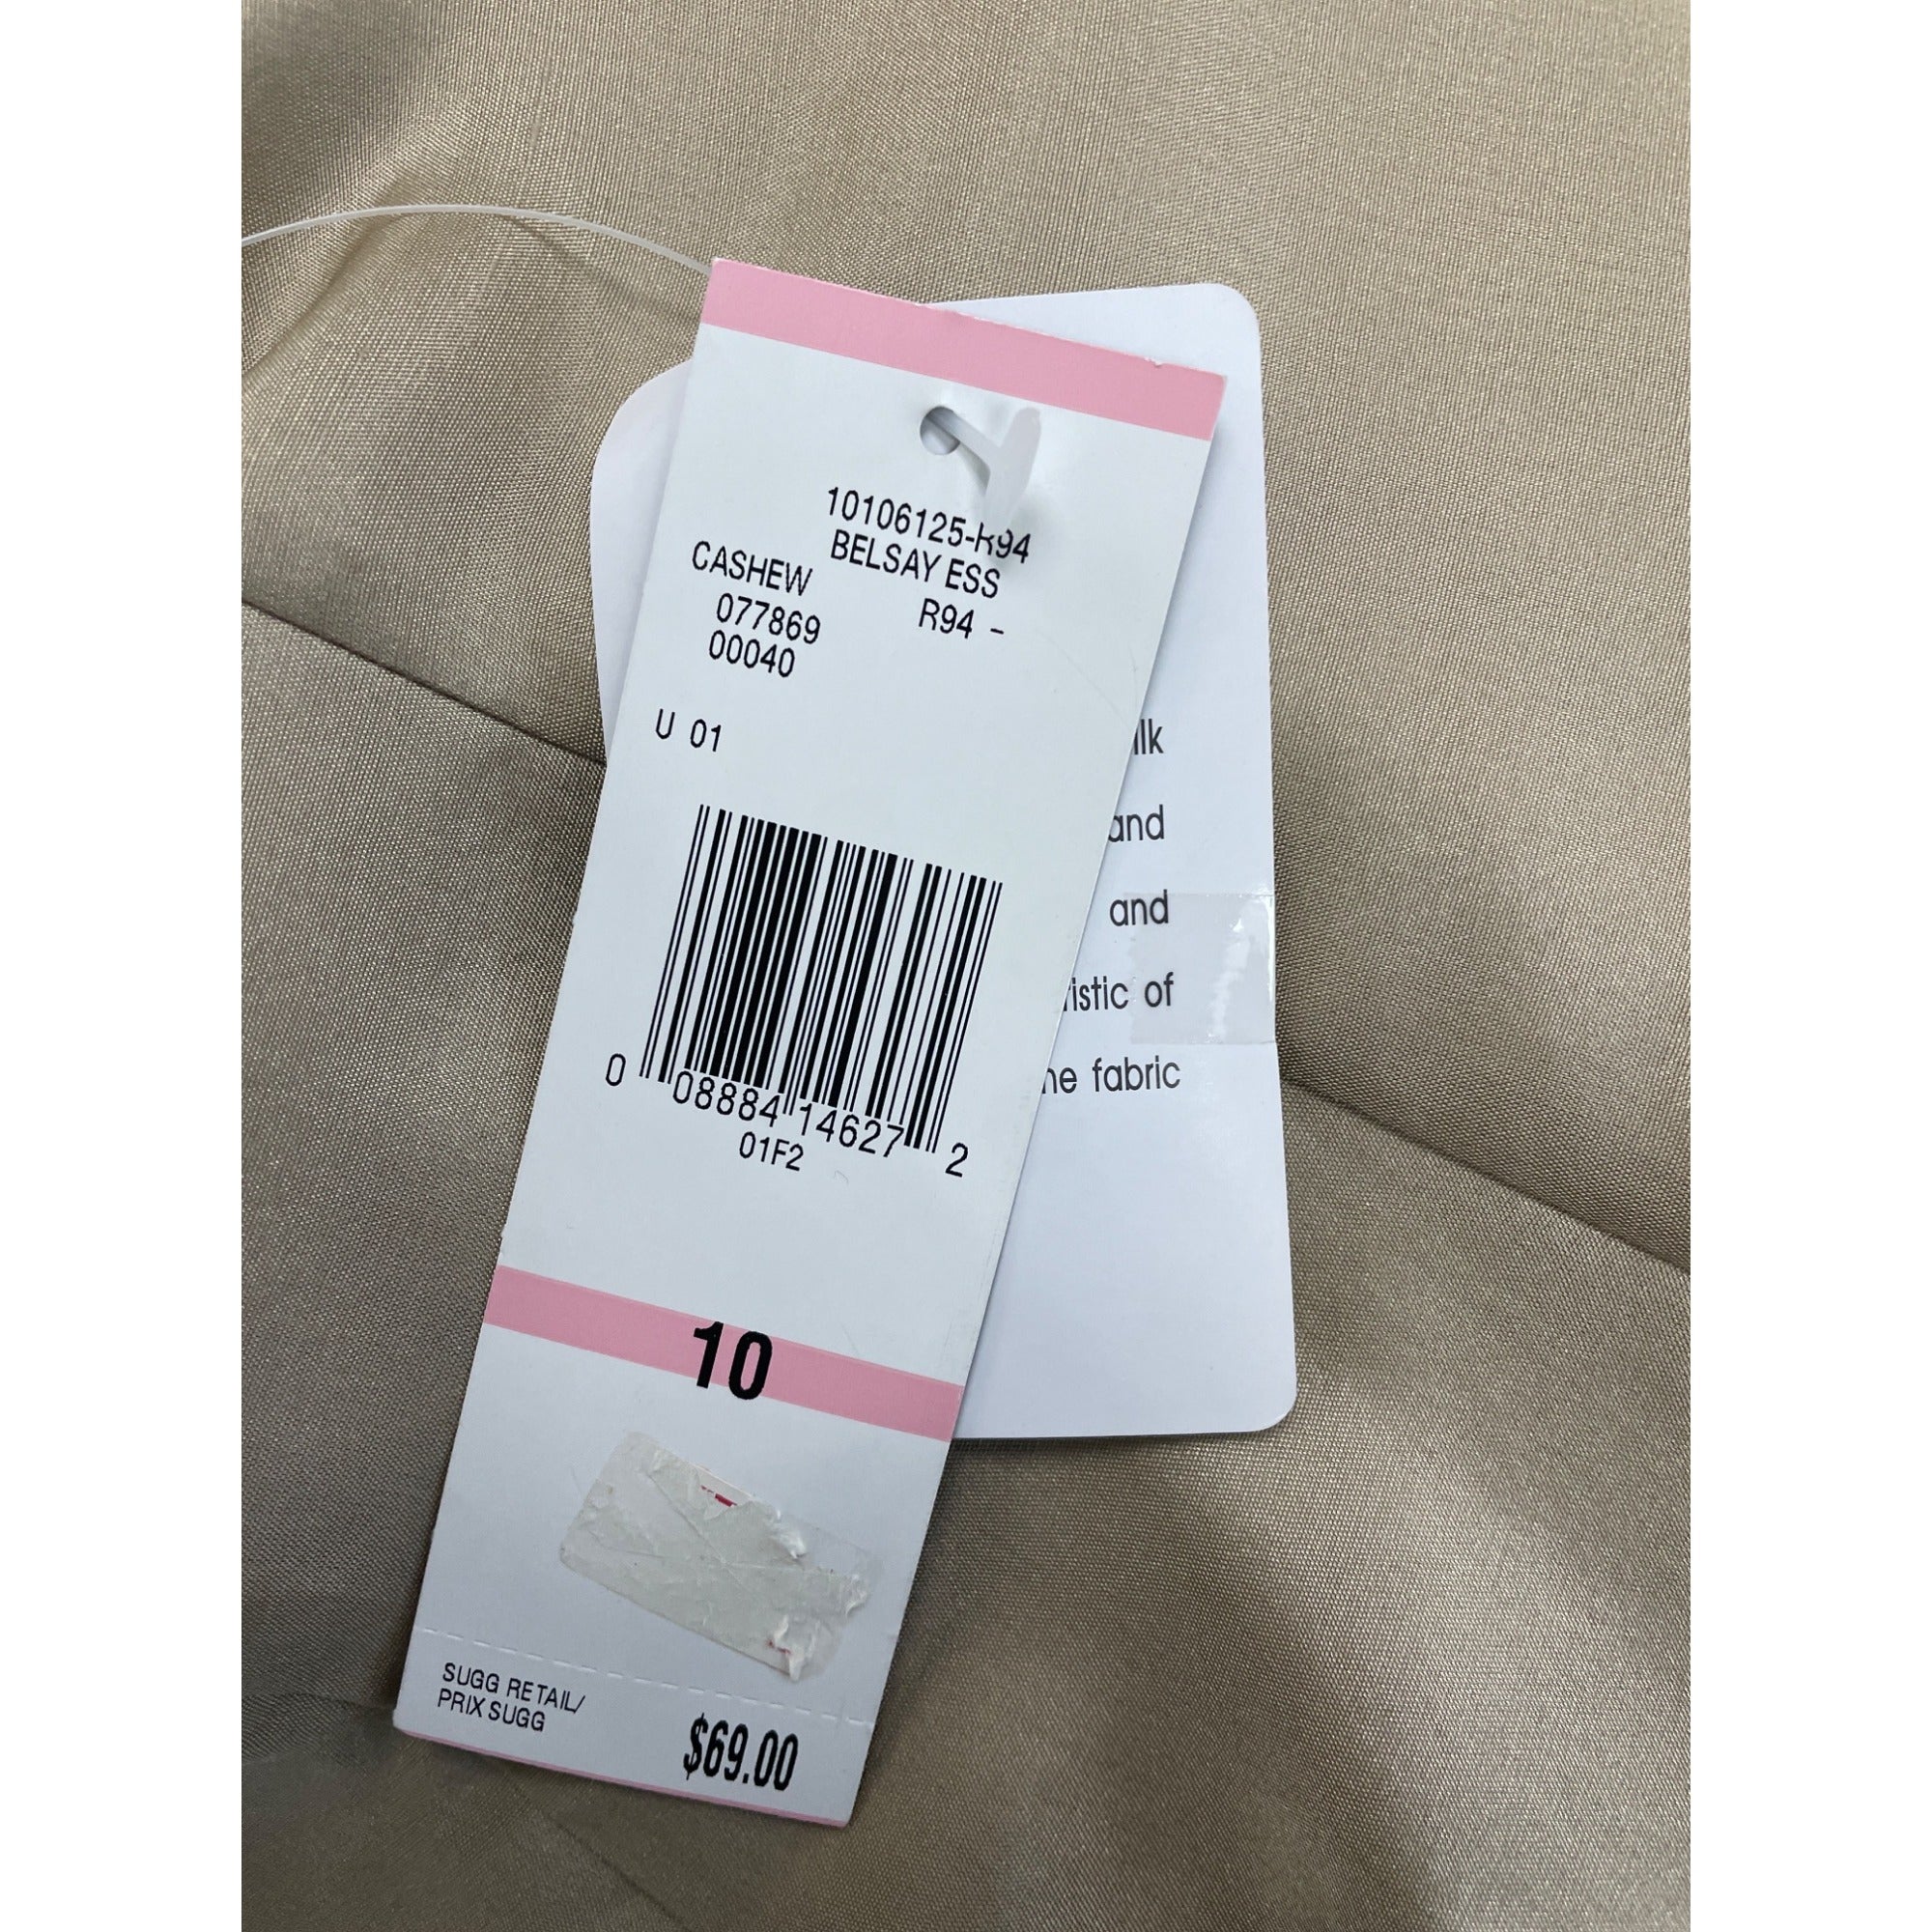 10106125-R94
BELSAY ESS
CASHEW
R94 -
077869
00040
U 01
0 08884 14627 2
01F2
10
SUGG RETAIL/
PRIX SUGG
$69.00
and
and
of
fabric